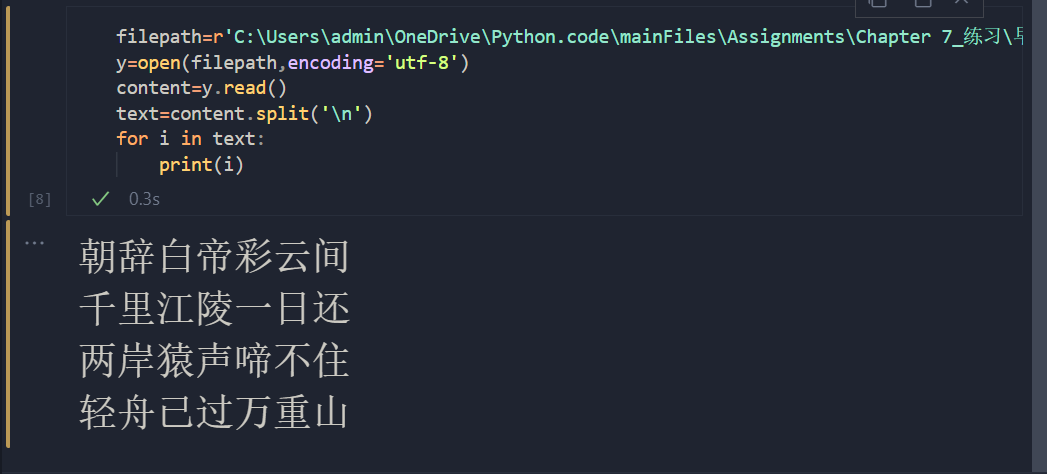 filepath=r'C:\Users\admin\OneDrive\Python.code\mainFiles\Assignments\Chapter 7_练习\早
y=open(filepath,encoding='utf-8')
content=y.read()
text=content.split('\n')
for i in text:
    print(i)
[8]
0.3s
朝辞白帝彩云间
千里江陵一日还
两岸猿声啼不住
轻舟已过万重山